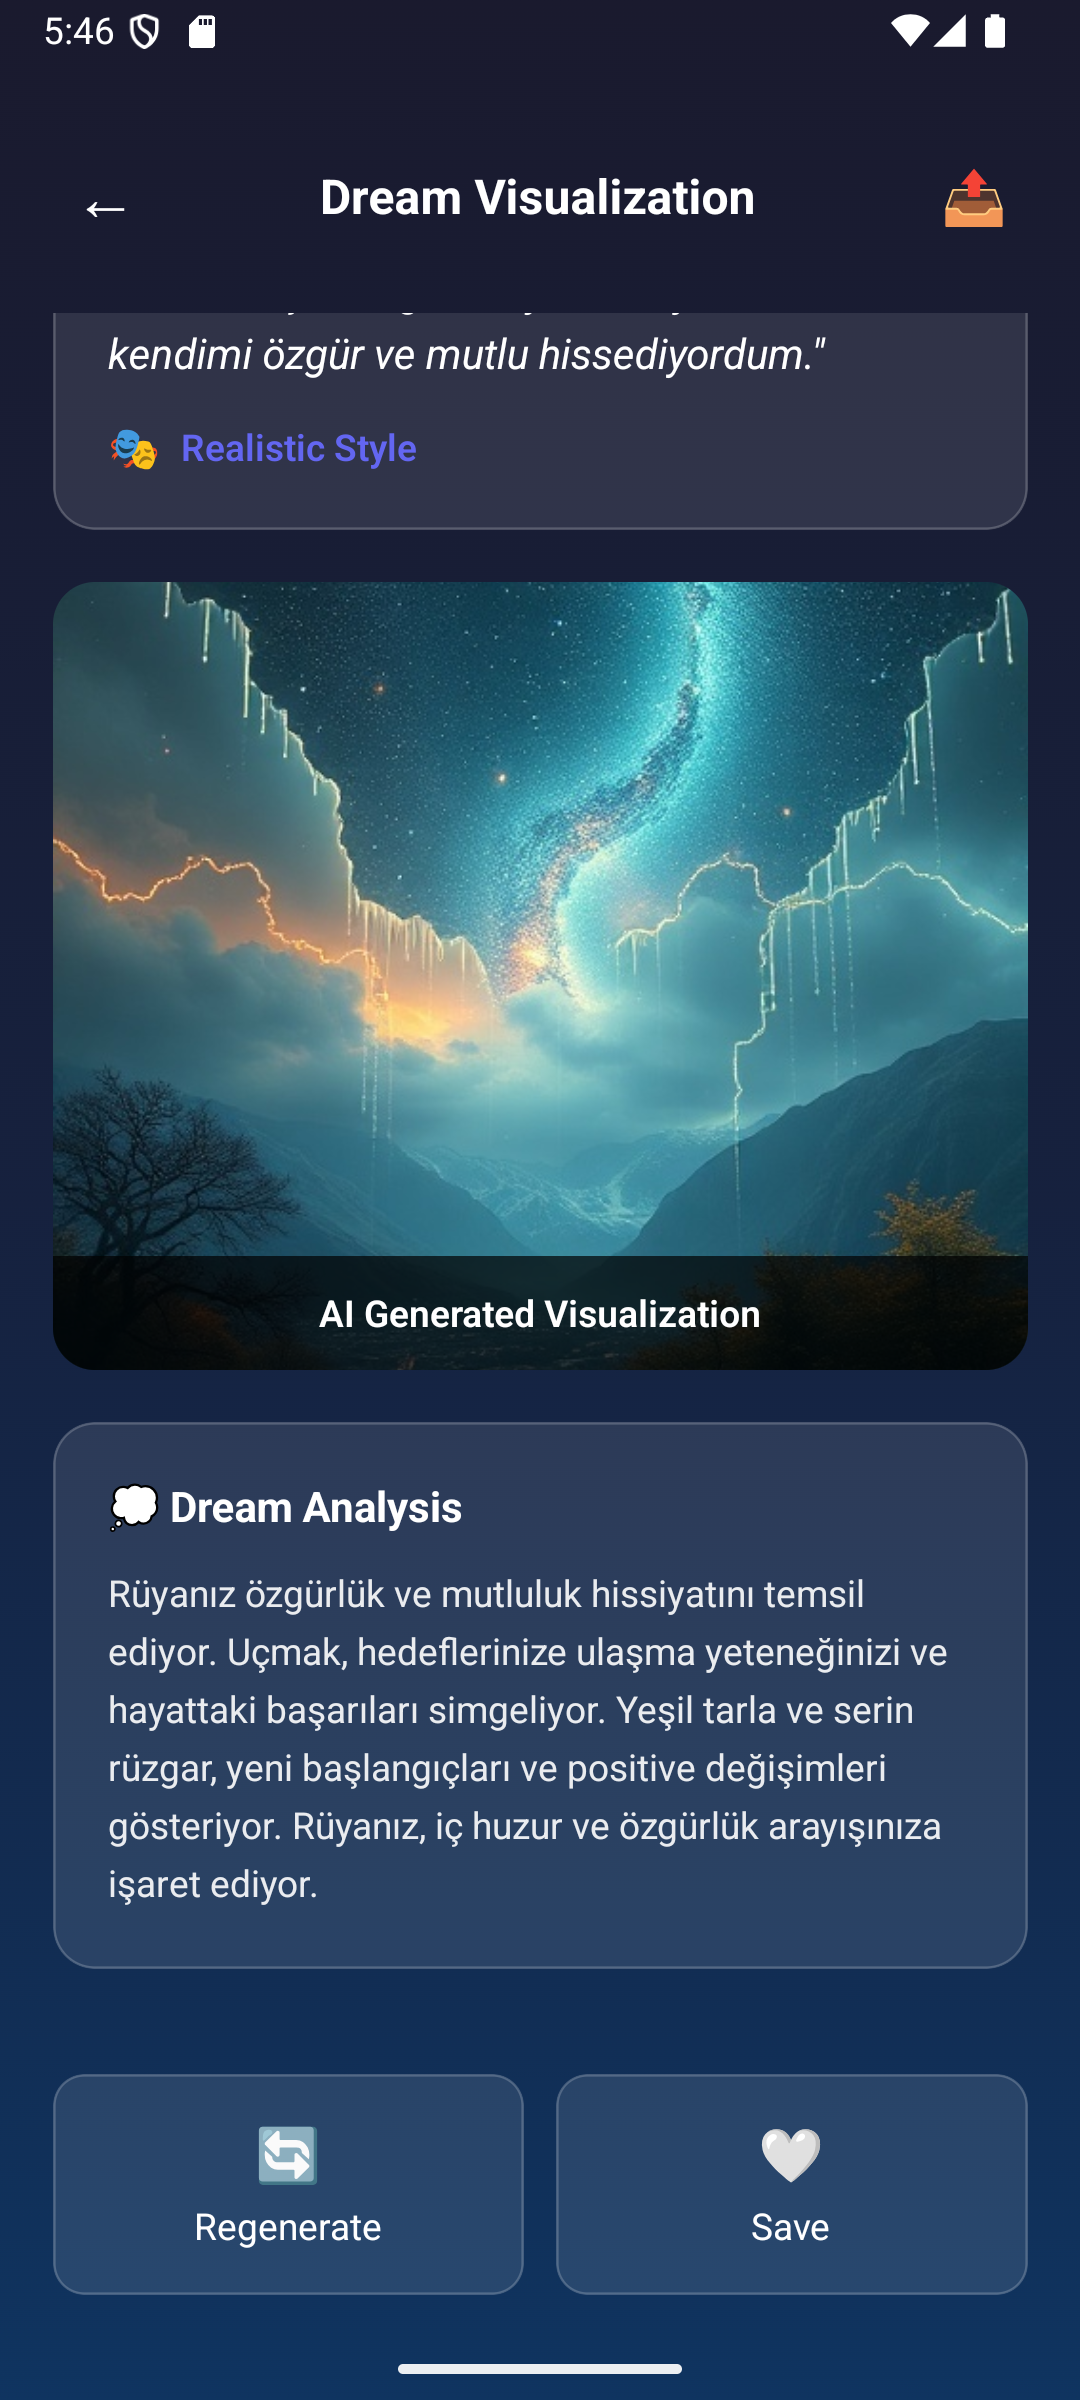 5:46
Dream Visualization
kendimi özgür ve mutlu hissediyordum."
Realistic Style
AI Generated Visualization
Dream Analysis
Rüyanız özgürlük ve mutluluk hissiyatını temsil
ediyor. Uçmak, hedeflerinize ulaşma yeteneğinizi ve
hayattaki başarıları simgeliyor. Yeşil tarla ve serin
rüzgar, yeni başlangıçları ve positive değişimleri
gösteriyor. Rüyanız, iç huzur ve özgürlük arayışınıza
işaret ediyor.
Regenerate
Save